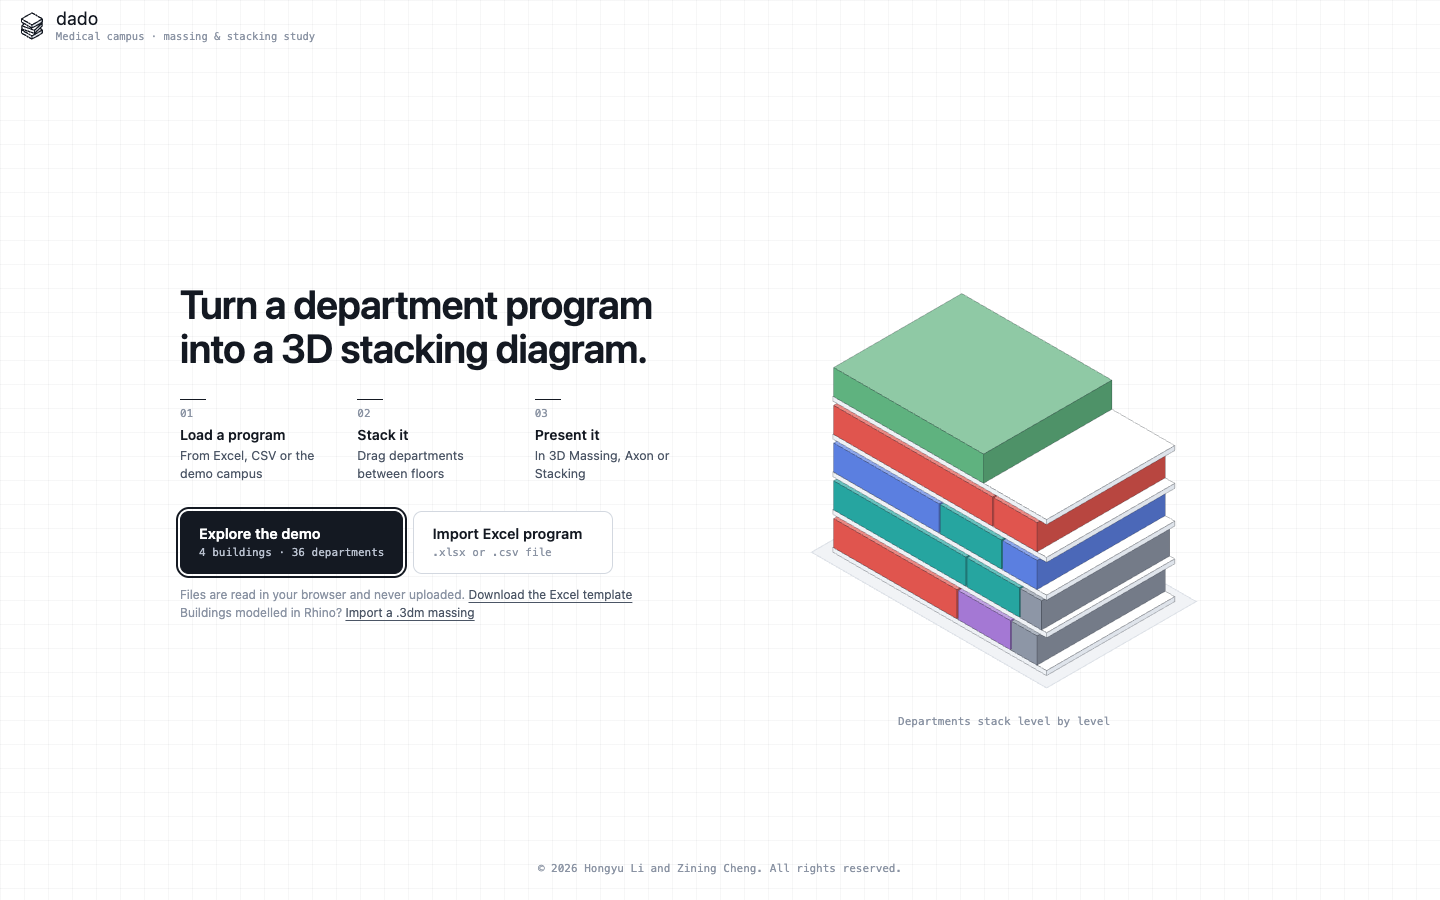 dado
Medical campus · massing & stacking study
Turn a department program
into a 3D stacking diagram.
01
Load a program
From Excel, CSV or the
demo campus
02
Stack it
Drag departments
between floors
03
Present it
In 3D Massing, Axon or
Stacking
Explore the demo
4 buildings · 36 departments
Import Excel program
.xlsx or .csv file
Files are read in your browser and never uploaded. Download the Excel template
Buildings modelled in Rhino? Import a .3dm massing
Departments stack level by level
© 2026 Hongyu Li and Zining Cheng. All rights reserved.